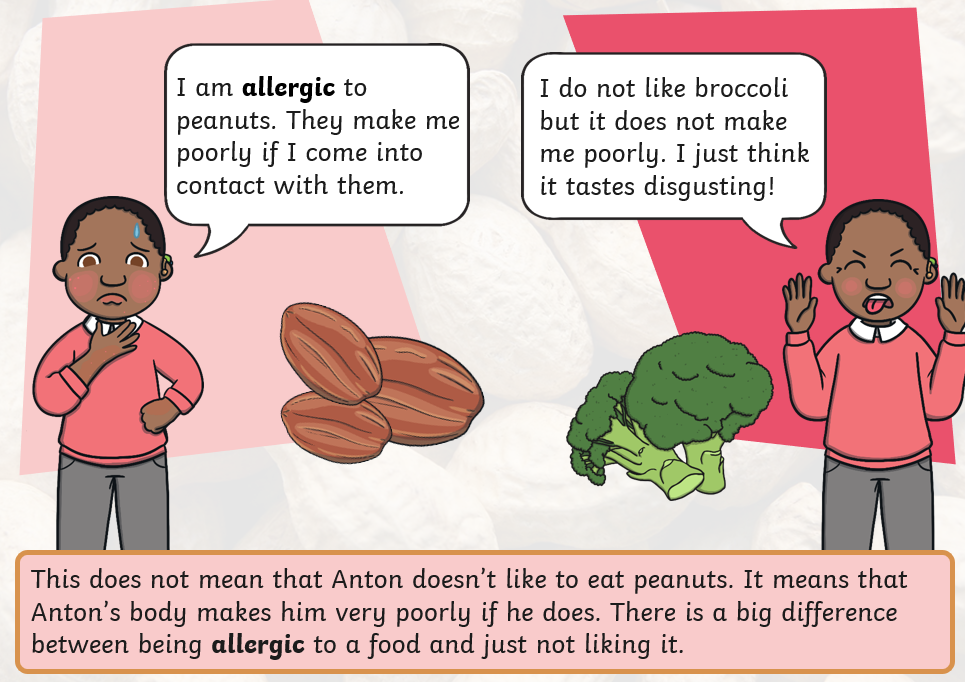 I am allergic to
peanuts. They make me
poorly if I come into
contact with them.
I do not like broccoli
but it does not make
me poorly. I just think
it tastes disgusting!
This does not mean that Anton doesn't like to eat peanuts. It means that
Anton's body makes him very poorly if he does. There is a big difference
between being allergic to a food and just not liking it.